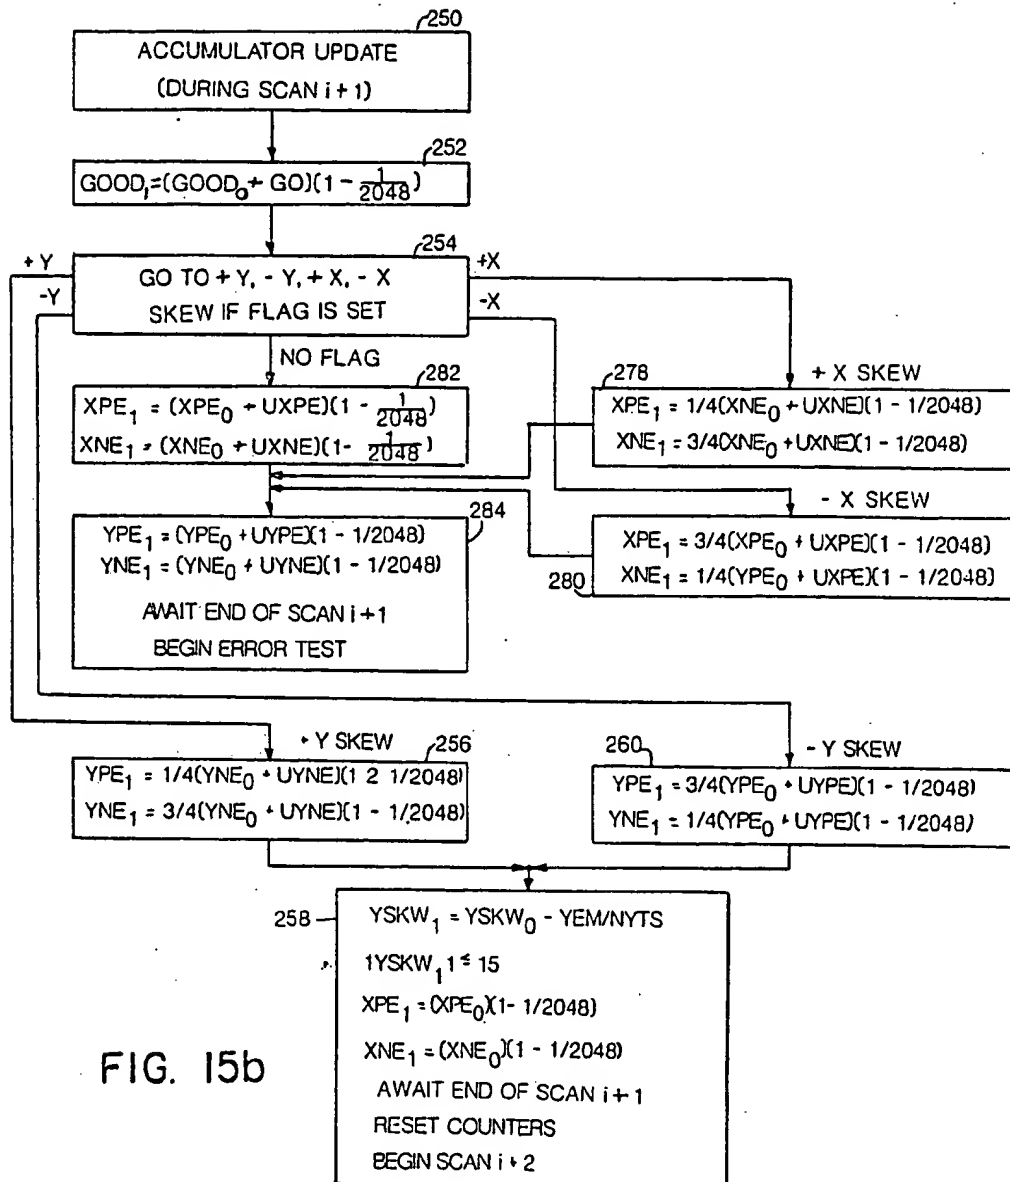 250
ACCUMULATOR UPDATE
(DURING SCAN i + 1)
252
GOOD₁=(GOOD₀+ GO)(1 - 1/2048)
254
+ Y
-Y
GO TO + Y, - Y, + X, - X
SKEW IF FLAG IS SET
+X
-X
NO FLAG
282
XPE₁ = (XPE₀ + UXPE)(1 - 1/2048)
XNE₁ = (XNE₀ + UXNE)(1- 1/2048)
278
+ X SKEW
XPE₁ = 1/4(XNE₀ + UXNE)(1 - 1/2048)
XNE₁ = 3/4(XNE₀ + UXNE)(1 - 1/2048)
284
YPE₁ = (YPE₀ + UYPE)(1 - 1/2048)
YNE₁ = (YNE₀ + UYNE)(1 - 1/2048)
AWAIT END OF SCAN i + 1
BEGIN ERROR TEST
- X SKEW
XPE₁ = 3/4(XPE₀ + UXPE)(1 - 1/2048)
XNE₁ = 1/4(YPE₀ + UXPE)(1 - 1/2048)
280
+ Y SKEW
256
YPE₁ = 1/4(YNE₀ + UYNE)(1 2 1/2048)
YNE₁ = 3/4(YNE₀ + UYNE)(1 - 1/2048)
260
- Y SKEW
YPE₁ = 3/4(YPE₀ + UYPE)(1 - 1/2048)
YNE₁ = 1/4(YPE₀ + UYPE)(1 - 1/2048)
258
YSKW₁ = YSKW₀ - YEM/NYTS
1YSKW₁1 ≤ 15
XPE₁ = (XPE₀)(1- 1/2048)
XNE₁ = (XNE₀)(1 - 1/2048)
AWAIT END OF SCAN i + 1
RESET COUNTERS
BEGIN SCAN i + 2
FIG. 15b